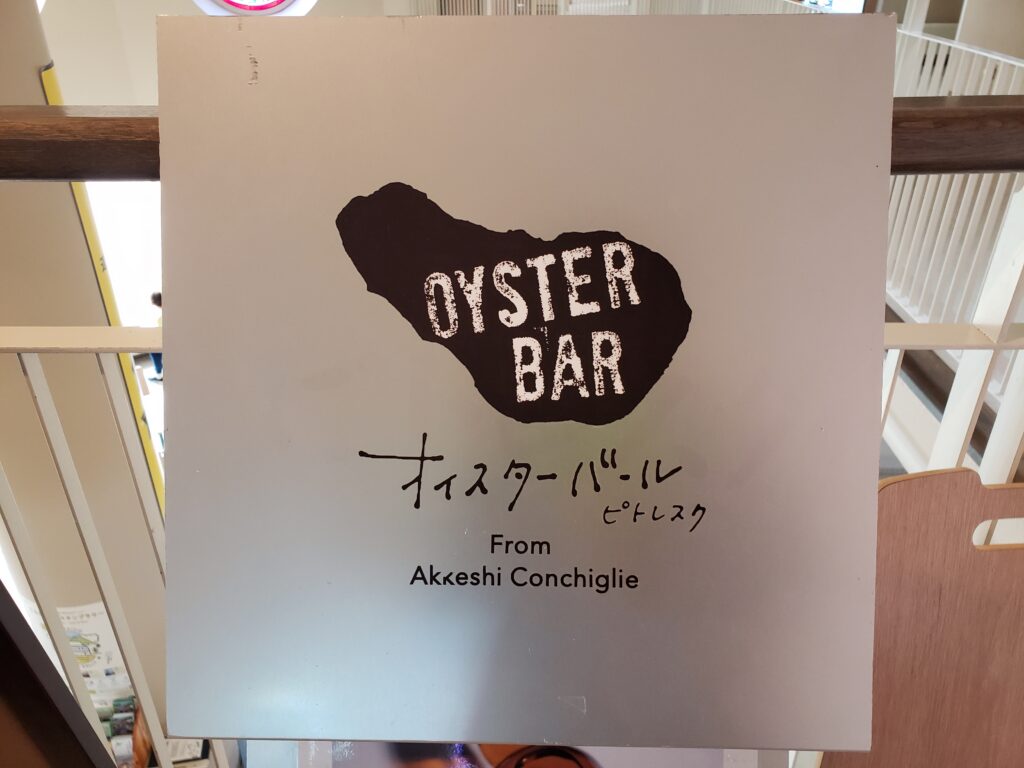 OYSTER
BAR
オイスターバール
ピトレスク
From
Akkeshi Conchiglie